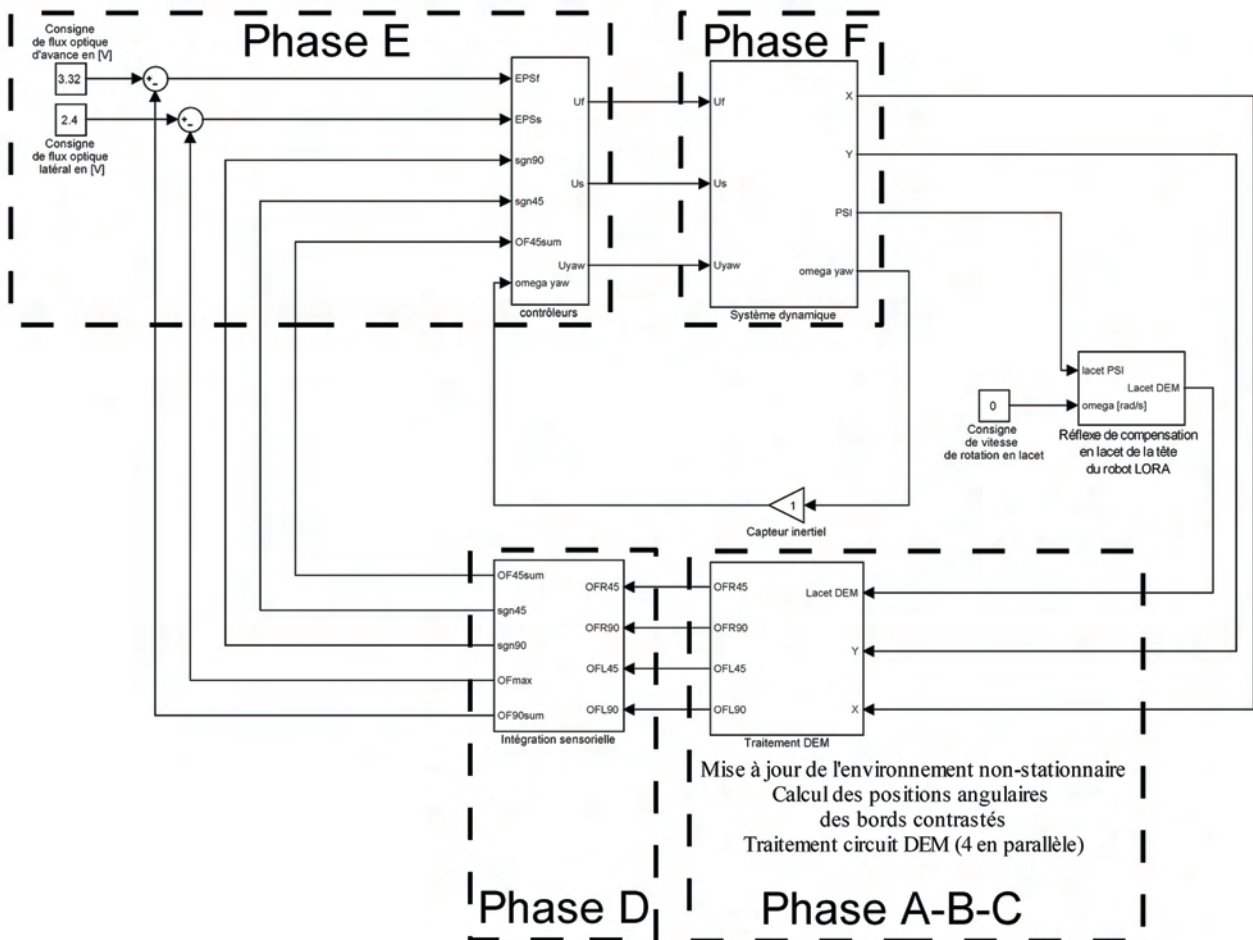 Phase E
Consigne
de flux optique
d'avance en [V]
3.32
+
-
2.4
+
-
Consigne
de flux optique
latéral en [V]
EPSf
EPSs
sgn90
sgn45
OF45sum
omega yaw
Uf
Us
Uyaw
contrôleurs
Phase F
Uf
Us
Uyaw
X
Y
PSI
omega yaw
Système dynamique
lacet PSI
omega [rad/s]
Lacet DEM
Réflexe de compensation
en lacet de la tête
du robot LORA
0
Consigne
de vitesse
de rotation en lacet
1
Capteur inertiel
OF45sum
sgn45
sgn90
OFmax
OF90sum
OFR45
OFR90
OFL45
OFL90
Intégration sensorielle
OFR45
OFR90
OFL45
OFL90
Lacet DEM
Y
X
Traitement DEM
Mise à jour de l'environnement non-stationnaire
Calcul des positions angulaires
des bords contrastés
Traitement circuit DEM (4 en parallèle)
Phase D
Phase A-B-C